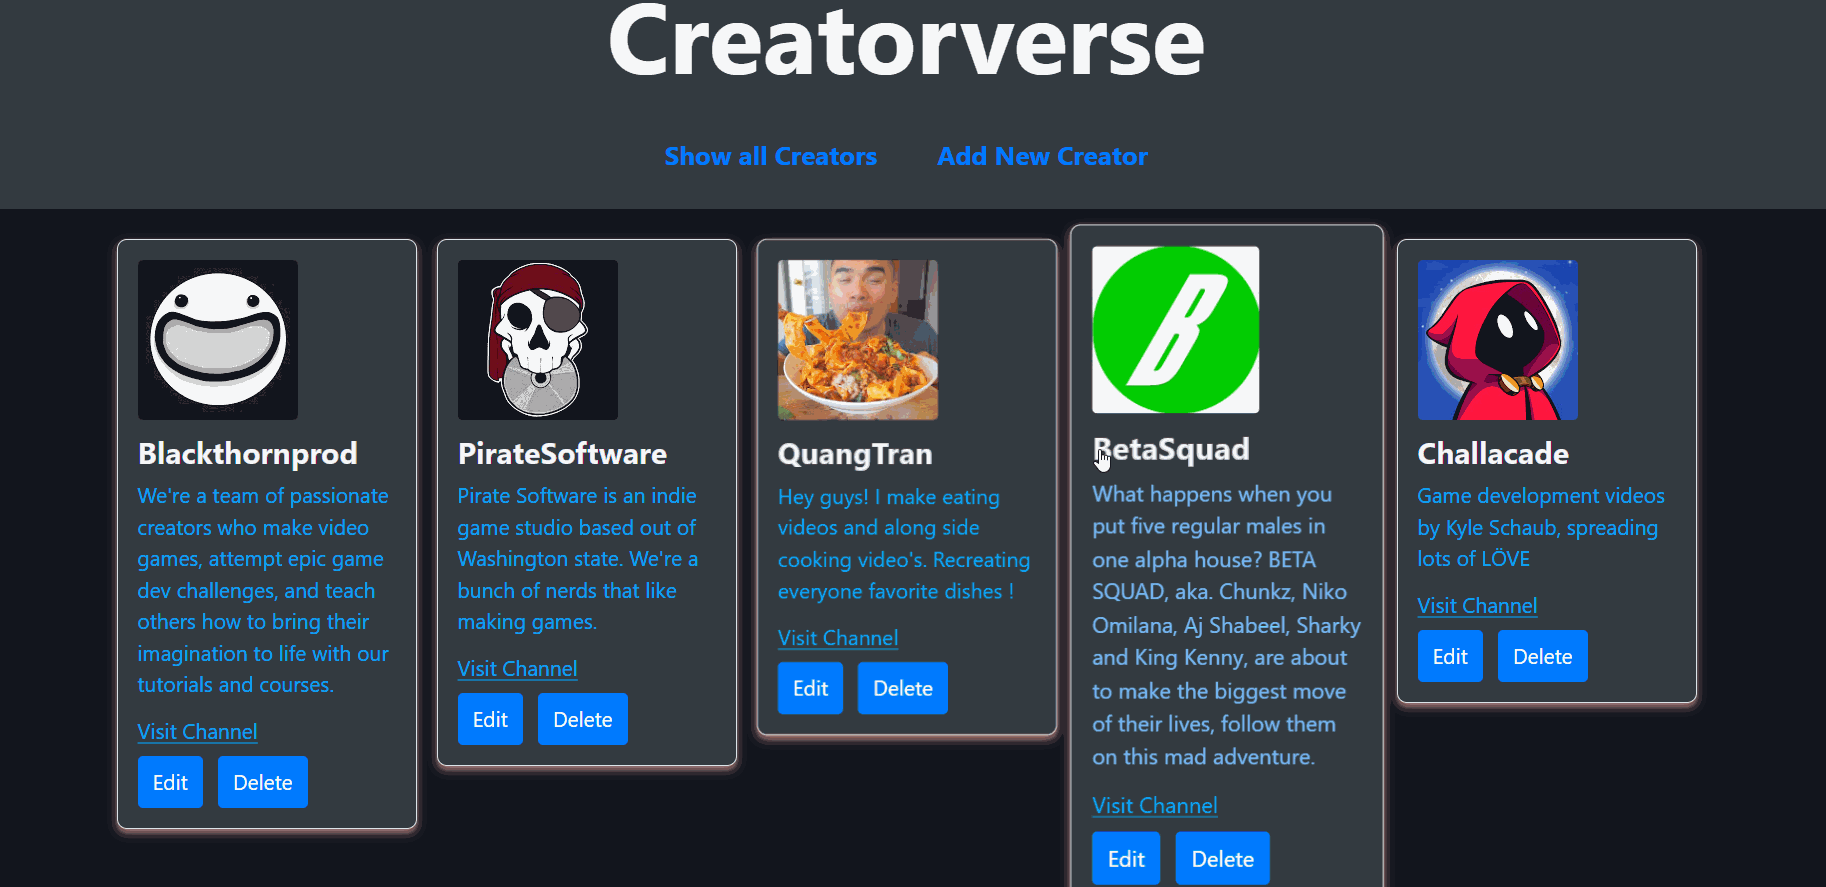 Creatorverse
Show all Creators
Add New Creator
Blackthornprod
We're a team of passionate
creators who make video
games, attempt epic game
dev challenges, and teach
others how to bring their
imagination to life with our
tutorials and courses.
Visit Channel
Edit
Delete
PirateSoftware
Pirate Software is an indie
game studio based out of
Washington state. We're a
bunch of nerds that like
making games.
Visit Channel
Edit
Delete
QuangTran
Hey guys! I make eating
videos and along side
cooking video's. Recreating
everyone favorite dishes !
Visit Channel
Edit
Delete
B
BetaSquad
What happens when you
put five regular males in
one alpha house? BETA
SQUAD, aka. Chunkz, Niko
Omilana, Aj Shabeel, Sharky
and King Kenny, are about
to make the biggest move
of their lives, follow them
on this mad adventure.
Visit Channel
Edit
Delete
Challacade
Game development videos
by Kyle Schaub, spreading
lots of LÖVE
Visit Channel
Edit
Delete